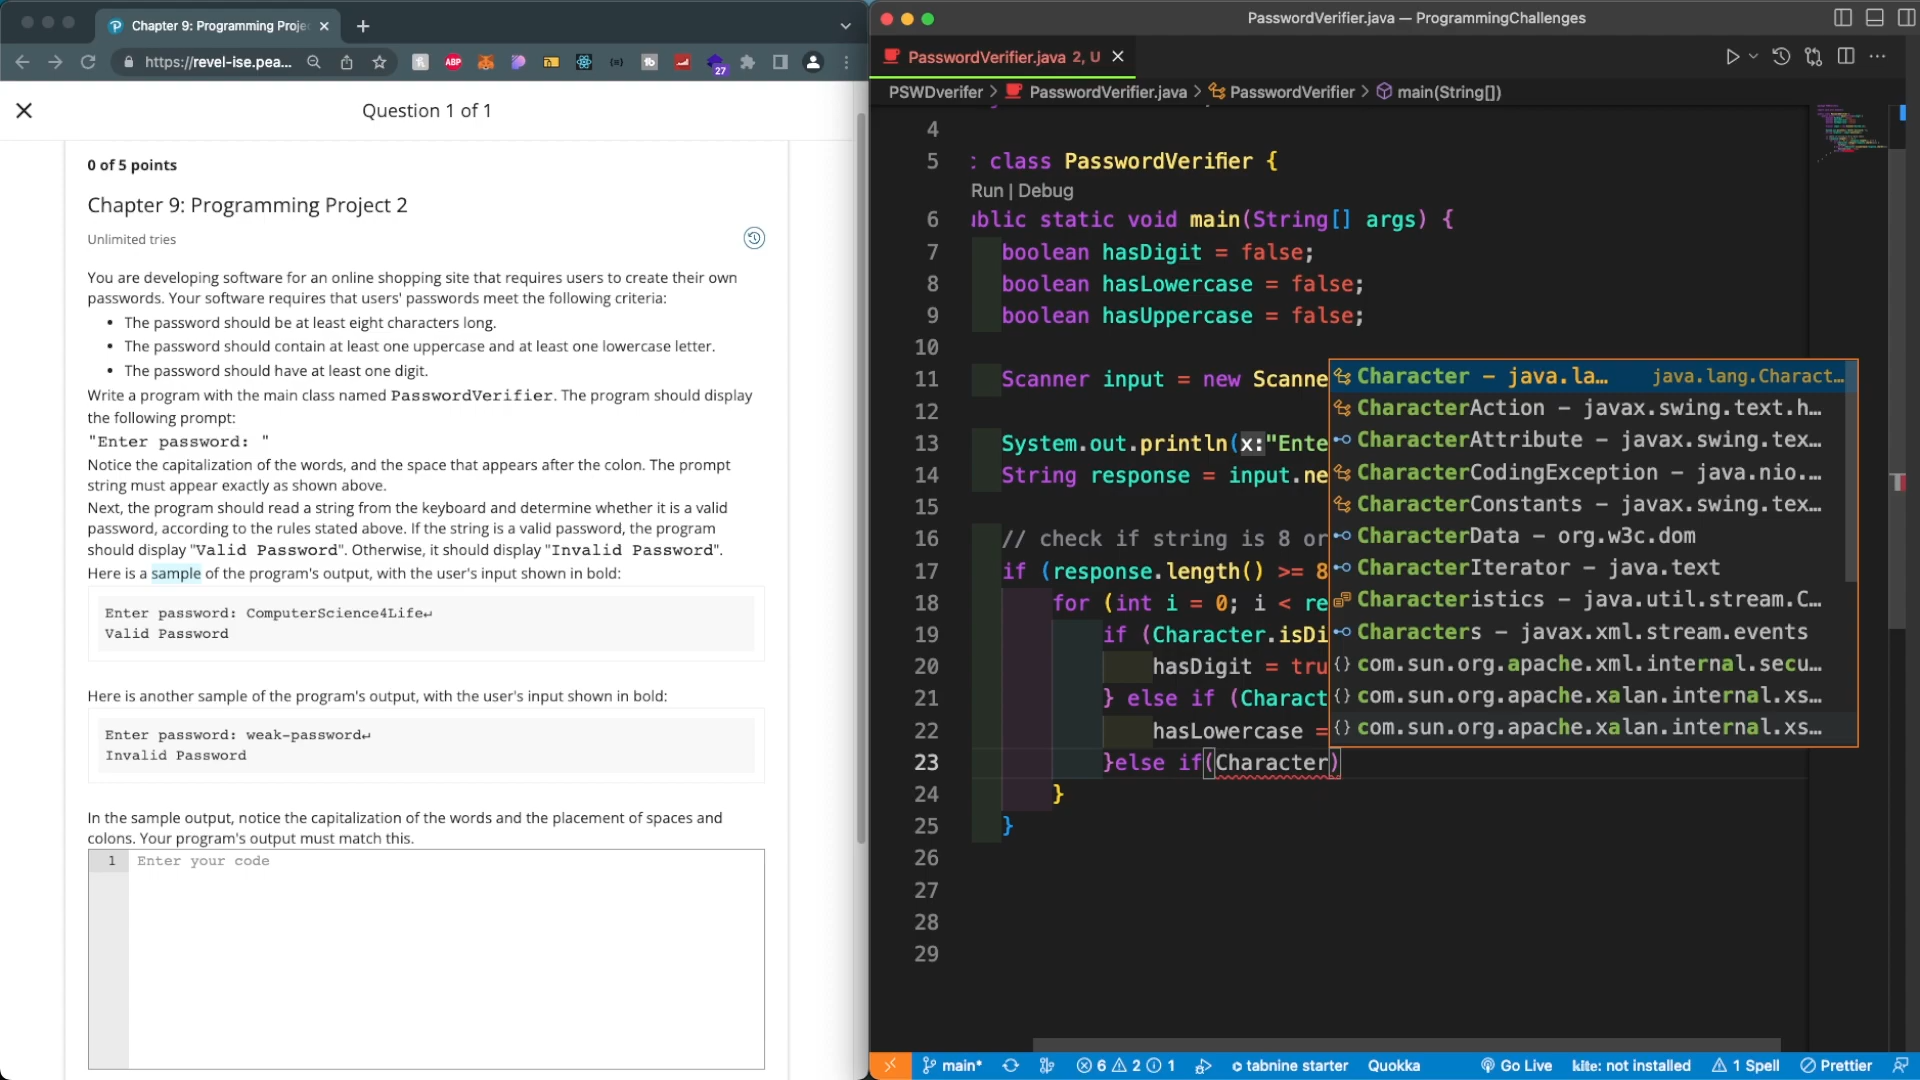 Chapter 9: Programming Proje
https://revel-ise.pea...
ABP
27
Question 1 of 1
0 of 5 points
Chapter 9: Programming Project 2
Unlimited tries
You are developing software for an online shopping site that requires users to create their own
passwords. Your software requires that users' passwords meet the following criteria:
• The password should be at least eight characters long.
• The password should contain at least one uppercase and at least one lowercase letter.
• The password should have at least one digit.
Write a program with the main class named PasswordVerifier. The program should display
the following prompt:
"Enter password: "
Notice the capitalization of the words, and the space that appears after the colon. The prompt
string must appear exactly as shown above.
Next, the program should read a string from the keyboard and determine whether it is a valid
password, according to the rules stated above. If the string is a valid password, the program
should display "Valid Password". Otherwise, it should display "Invalid Password".
Here is a sample of the program's output, with the user's input shown in bold:
Enter password: ComputerScience4Life↵
Valid Password
Here is another sample of the program's output, with the user's input shown in bold:
Enter password: weak-password↵
Invalid Password
In the sample output, notice the capitalization of the words and the placement of spaces and
colons. Your program's output must match this.
1 Enter your code
PasswordVerifier.java — ProgrammingChallenges
PasswordVerifier.java 2, U
PSWDverifer > PasswordVerifier.java > PasswordVerifier > main(String[])
4
5 : class PasswordVerifier {
Run | Debug
6 ublic static void main(String[] args) {
7 boolean hasDigit = false;
8 boolean hasLowercase = false;
9 boolean hasUppercase = false;
10
11 Scanner input = new Scanne
12
13 System.out.println(x:"Ente
14 String response = input.ne
15
16 // check if string is 8 or
17 if (response.length() >= 8
18 for (int i = 0; i < re
19 if (Character.isDi
20 hasDigit = tru
21 } else if (Charact
22 hasLowercase =
23 }else if(Character)
24 }
25 }
26
27
28
29
Character – java.la... java.lang.Charact...
CharacterAction – javax.swing.text.h...
CharacterAttribute – javax.swing.tex...
CharacterCodingException – java.nio....
CharacterConstants – javax.swing.tex...
CharacterData – org.w3c.dom
CharacterIterator – java.text
Characteristics – java.util.stream.C...
Characters – javax.xml.stream.events
com.sun.org.apache.xml.internal.secu...
com.sun.org.apache.xalan.internal.xs...
com.sun.org.apache.xalan.internal.xs...
main* 6 2 1 tabnine starter Quokka Go Live kite: not installed 1 Spell Prettier